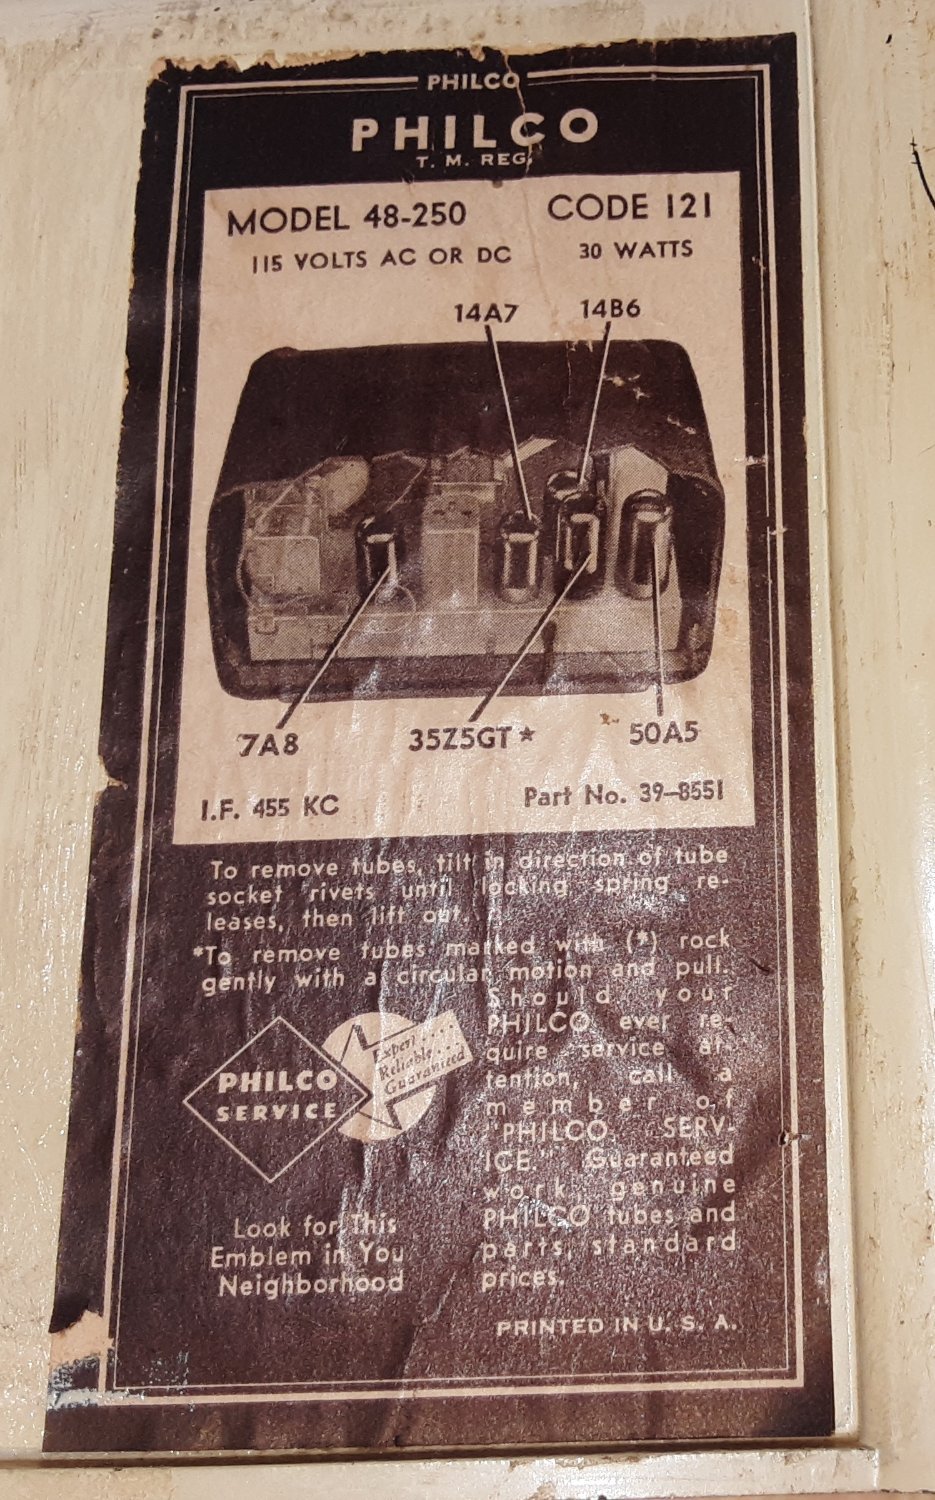 PHILCO
PHILCO
T. M. REG.
MODEL 48-250 CODE 121
115 VOLTS AC OR DC 30 WATTS
14A7 14B6
7A8 35Z5GT★ 50A5
I.F. 455 KC Part No. 39-8551
To remove tubes, tilt in direction of tube
socket rivets until locking spring re-
leases, then lift out.
*To remove tubes marked with (*) rock
gently with a circular motion and pull.
Should your
PHILCO ever re-
quire service at-
tention, call a
member of
"PHILCO SERV-
ICE." Guaranteed
work, genuine
PHILCO tubes and
parts, standard
prices.
Expert ....
Reliable ....
Guaranteed
PHILCO
SERVICE
Look for This
Emblem in You
Neighborhood
PRINTED IN U. S. A.